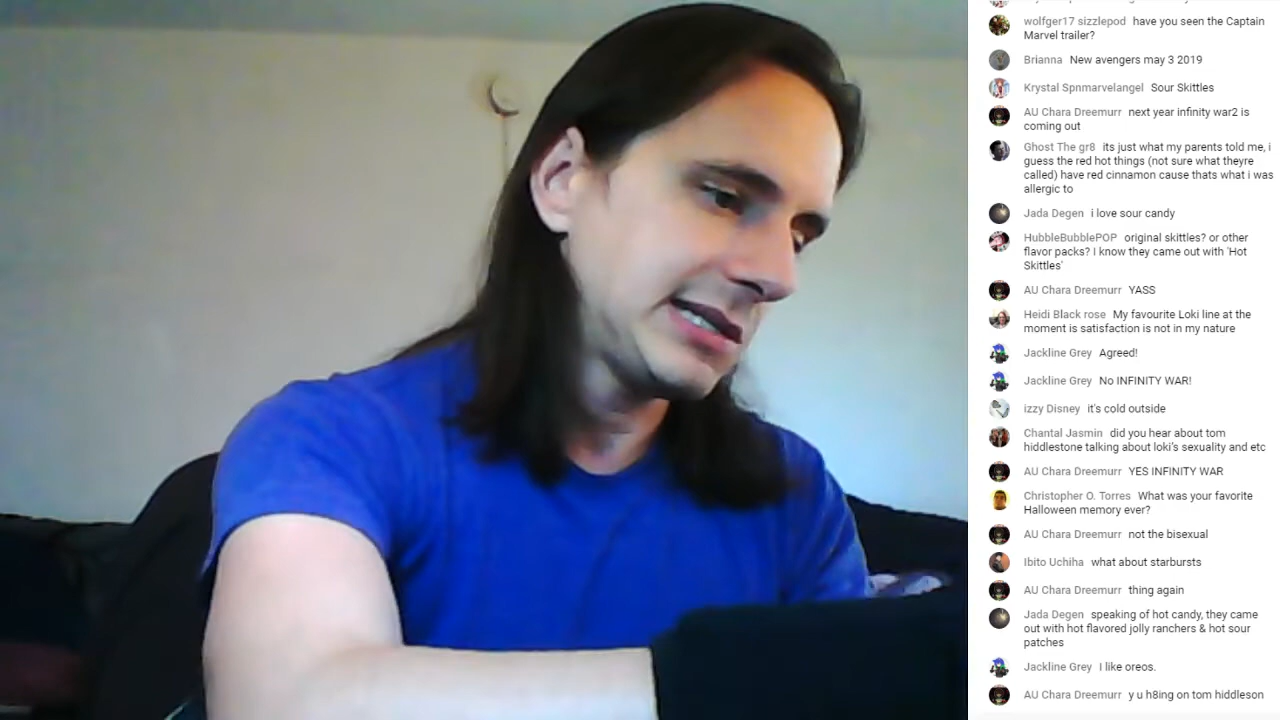 wolfger17 sizzlepod have you seen the Captain
Marvel trailer?
Brianna New avengers may 3 2019
Krystal Spnmarvelangel Sour Skittles
AU Chara Dreemurr next year infinity war2 is
coming out
Ghost The gr8 its just what my parents told me, i
guess the red hot things (not sure what theyre
called) have red cinnamon cause thats what i was
allergic to
Jada Degen i love sour candy
HubbleBubblePOP original skittles? or other
flavor packs? I know they came out with 'Hot
Skittles'
AU Chara Dreemurr YASS
Heidi Black rose My favourite Loki line at the
moment is satisfaction is not in my nature
Jackline Grey Agreed!
Jackline Grey No INFINITY WAR!
izzy Disney it's cold outside
Chantal Jasmin did you hear about tom
hiddlestone talking about loki's sexuality and etc
AU Chara Dreemurr YES INFINITY WAR
Christopher O. Torres What was your favorite
Halloween memory ever?
AU Chara Dreemurr not the bisexual
Ibito Uchiha what about starbursts
AU Chara Dreemurr thing again
Jada Degen speaking of hot candy, they came
out with hot flavored jolly ranchers & hot sour
patches
Jackline Grey I like oreos.
AU Chara Dreemurr y u h8ing on tom hiddleson